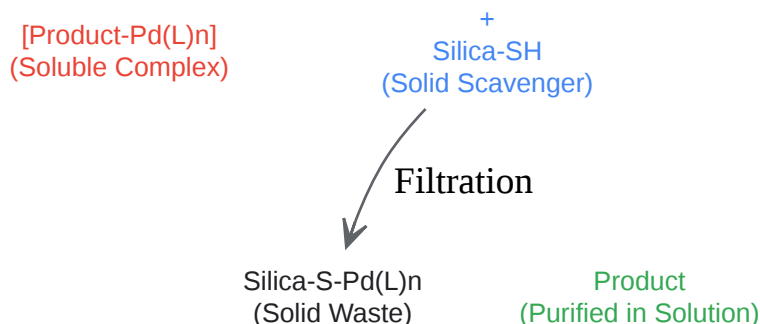 [Product-Pd(L)n]
(Soluble Complex)
+
Silica-SH
(Solid Scavenger)
Filtration
Silica-S-Pd(L)n
(Solid Waste)
Product
(Purified in Solution)